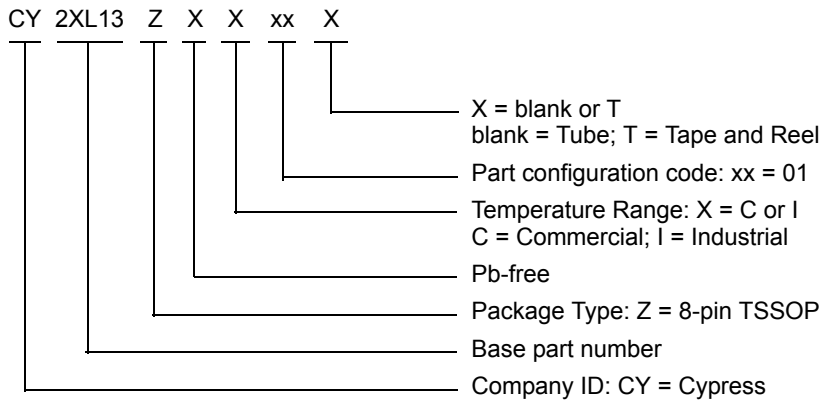 CY 2XL13 Z X X xx X
X = blank or T
blank = Tube; T = Tape and Reel
Part configuration code: xx = 01
Temperature Range: X = C or I
C = Commercial; I = Industrial
Pb-free
Package Type: Z = 8-pin TSSOP
Base part number
Company ID: CY = Cypress